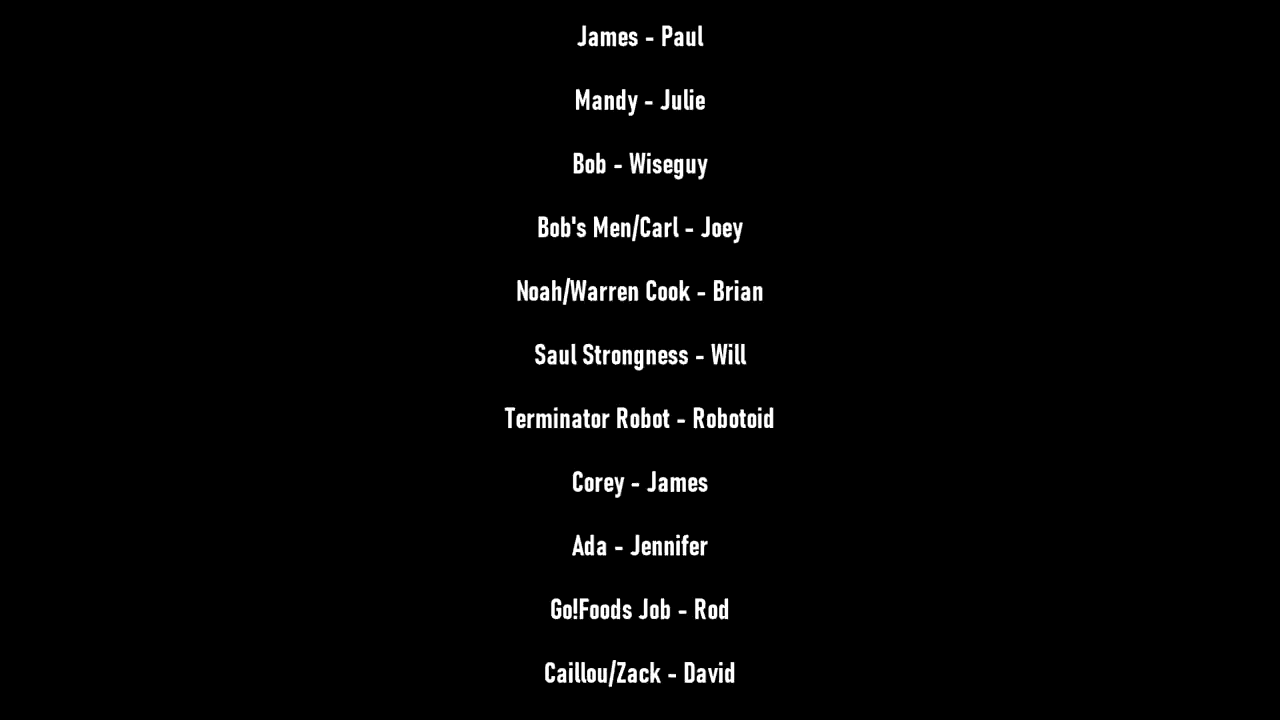 James - Paul
Mandy - Julie
Bob - Wiseguy
Bob's Men/Carl - Joey
Noah/Warren Cook - Brian
Saul Strongness - Will
Terminator Robot - Robotoid
Corey - James
Ada - Jennifer
Go!Foods Job - Rod
Caillou/Zack - David